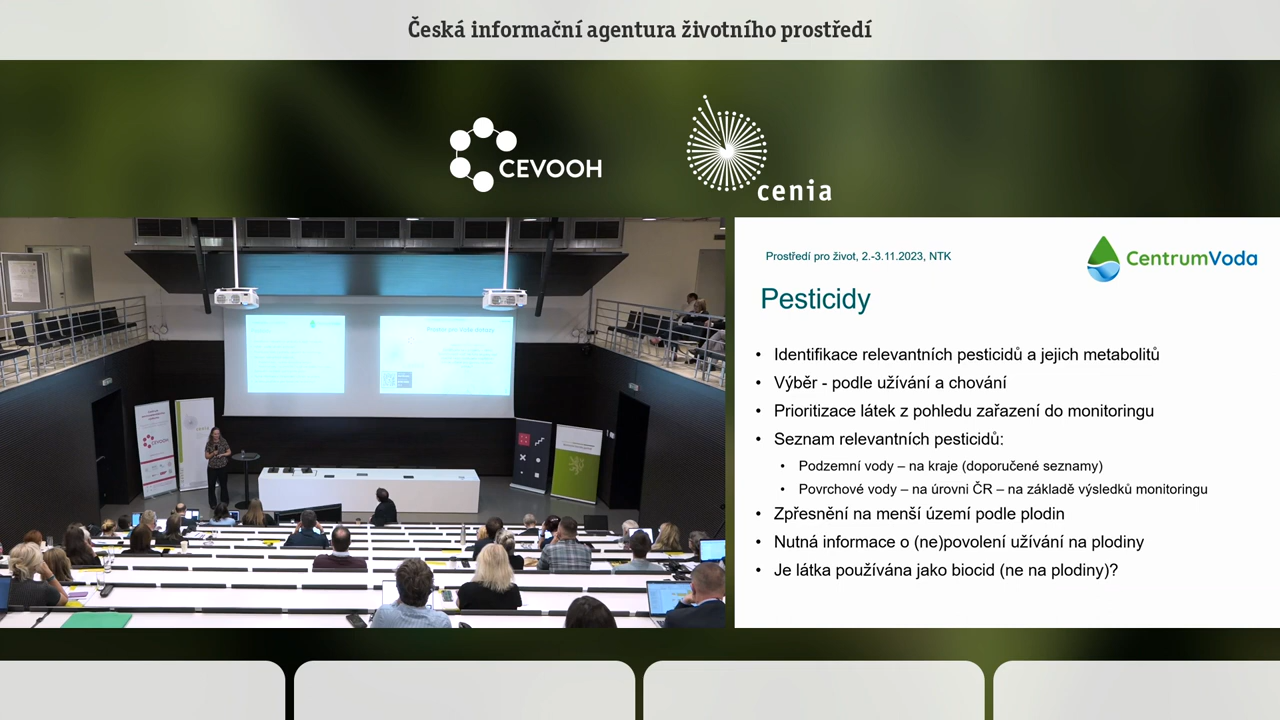 Česká informační agentura životního prostředí
CEVOOH
cenia
Prostředí pro život, 2.-3.11.2023, NTK
CentrumVoda
Pesticidy
• Identifikace relevantních pesticidů a jejich metabolitů
• Výběr - podle užívání a chování
• Prioritizace látek z pohledu zařazení do monitoringu
• Seznam relevantních pesticidů:
• Podzemní vody – na kraje (doporučené seznamy)
• Povrchové vody – na úrovni ČR – na základě výsledků monitoringu
• Zpřesnění na menší území podle plodin
• Nutná informace o (ne)povolení užívání na plodiny
• Je látka používána jako biocid (ne na plodiny)?
CEVOOH